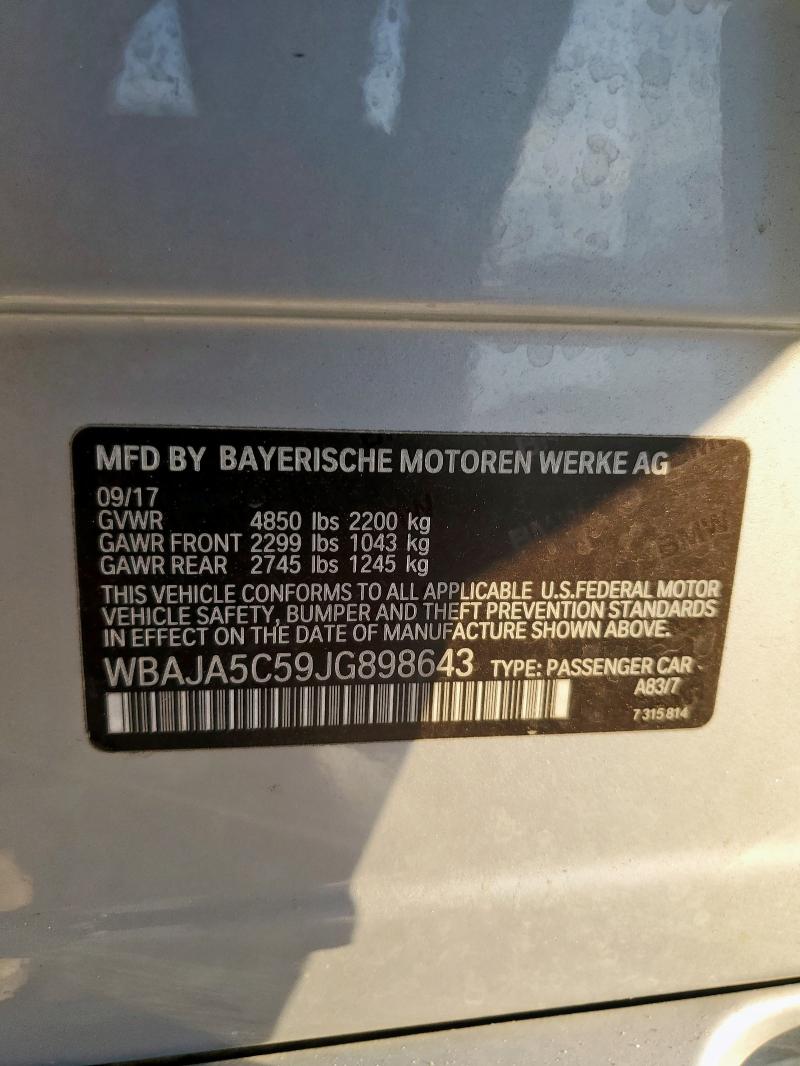 MFD BY BAYERISCHE MOTOREN WERKE AG
09/17
GVWR 4850 lbs 2200 kg
GAWR FRONT 2299 lbs 1043 kg
GAWR REAR 2745 lbs 1245 kg
THIS VEHICLE CONFORMS TO ALL APPLICABLE U.S.FEDERAL MOTOR
VEHICLE SAFETY, BUMPER AND THEFT PREVENTION STANDARDS
IN EFFECT ON THE DATE OF MANUFACTURE SHOWN ABOVE.
WBAJA5C59JG898643 TYPE: PASSENGER CAR
A83/7
7 315 814